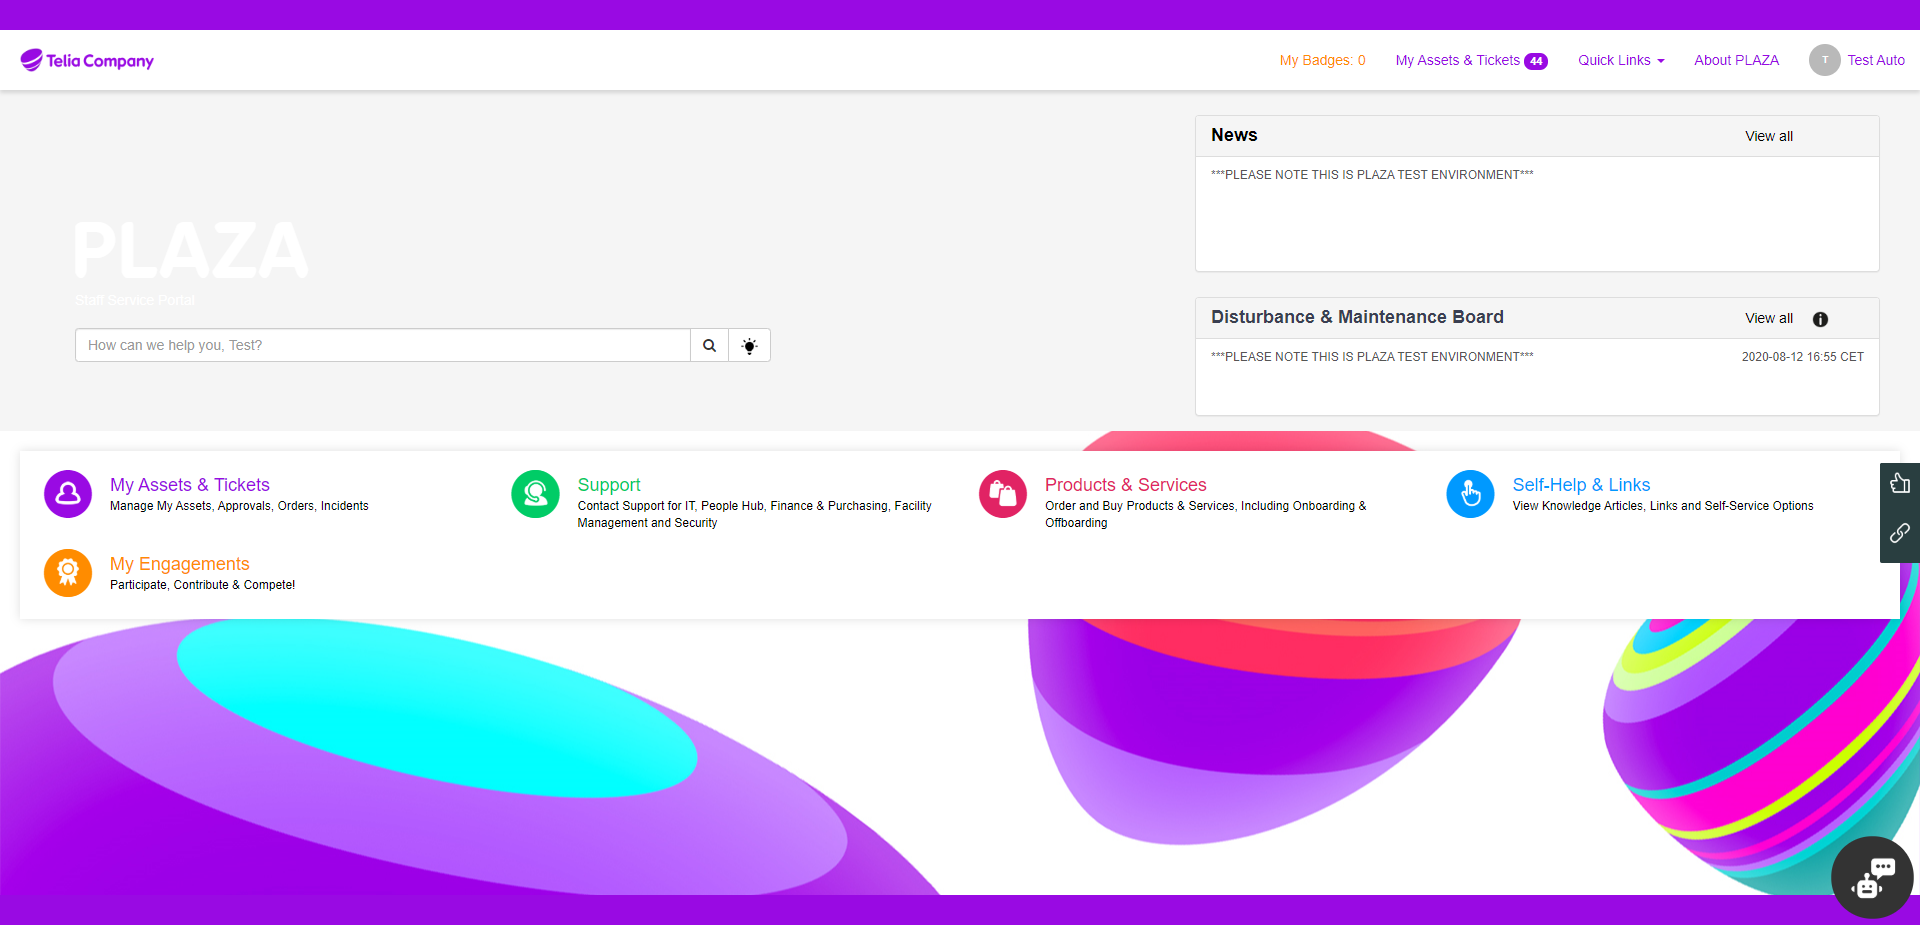 Telia Company
My Badges: 0
My Assets & Tickets 44
Quick Links
About PLAZA
T
Test Auto
PLAZA
Staff Service Portal
How can we help you, Test?
News
View all
***PLEASE NOTE THIS IS PLAZA TEST ENVIRONMENT***
Disturbance & Maintenance Board
View all
***PLEASE NOTE THIS IS PLAZA TEST ENVIRONMENT***
2020-08-12 16:55 CET
My Assets & Tickets
Manage My Assets, Approvals, Orders, Incidents
Support
Contact Support for IT, People Hub, Finance & Purchasing, Facility
Management and Security
Products & Services
Order and Buy Products & Services, Including Onboarding &
Offboarding
Self-Help & Links
View Knowledge Articles, Links and Self-Service Options
My Engagements
Participate, Contribute & Compete!